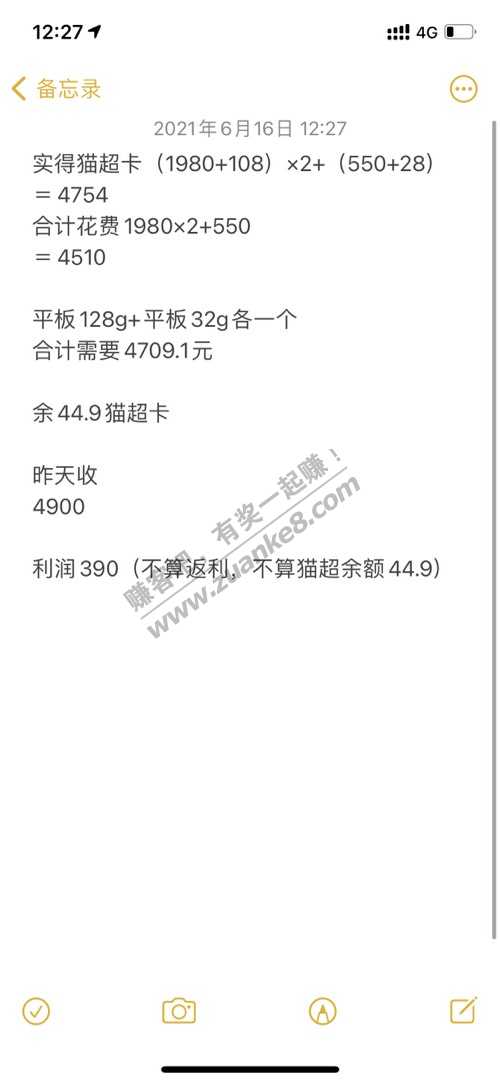 12:27
4G
备忘录
2021年6月16日 12:27
实得猫超卡（1980+108）×2+（550+28）
＝4754
合计花费1980×2+550
＝4510
平板128g+平板32g各一个
合计需要4709.1元
余44.9猫超卡
昨天收
4900
利润390（不算返利，不算猫超余额44.9）
赚客吧，有奖一起赚！
www.zuanke8.com